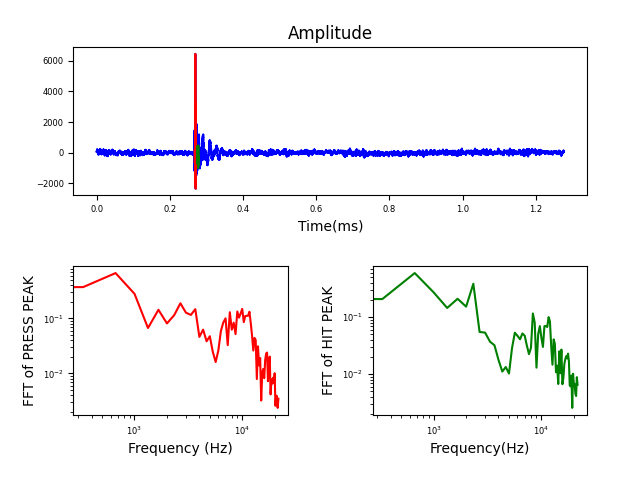 Amplitude
6000
4000
2000
0
−2000
0.0 0.2 0.4 0.6 0.8 1.0 1.2
Time(ms)
FFT of PRESS PEAK
10⁻¹
10⁻²
10³ 10⁴
Frequency (Hz)
FFT of HIT PEAK
10⁻¹
10⁻²
10³ 10⁴
Frequency(Hz)